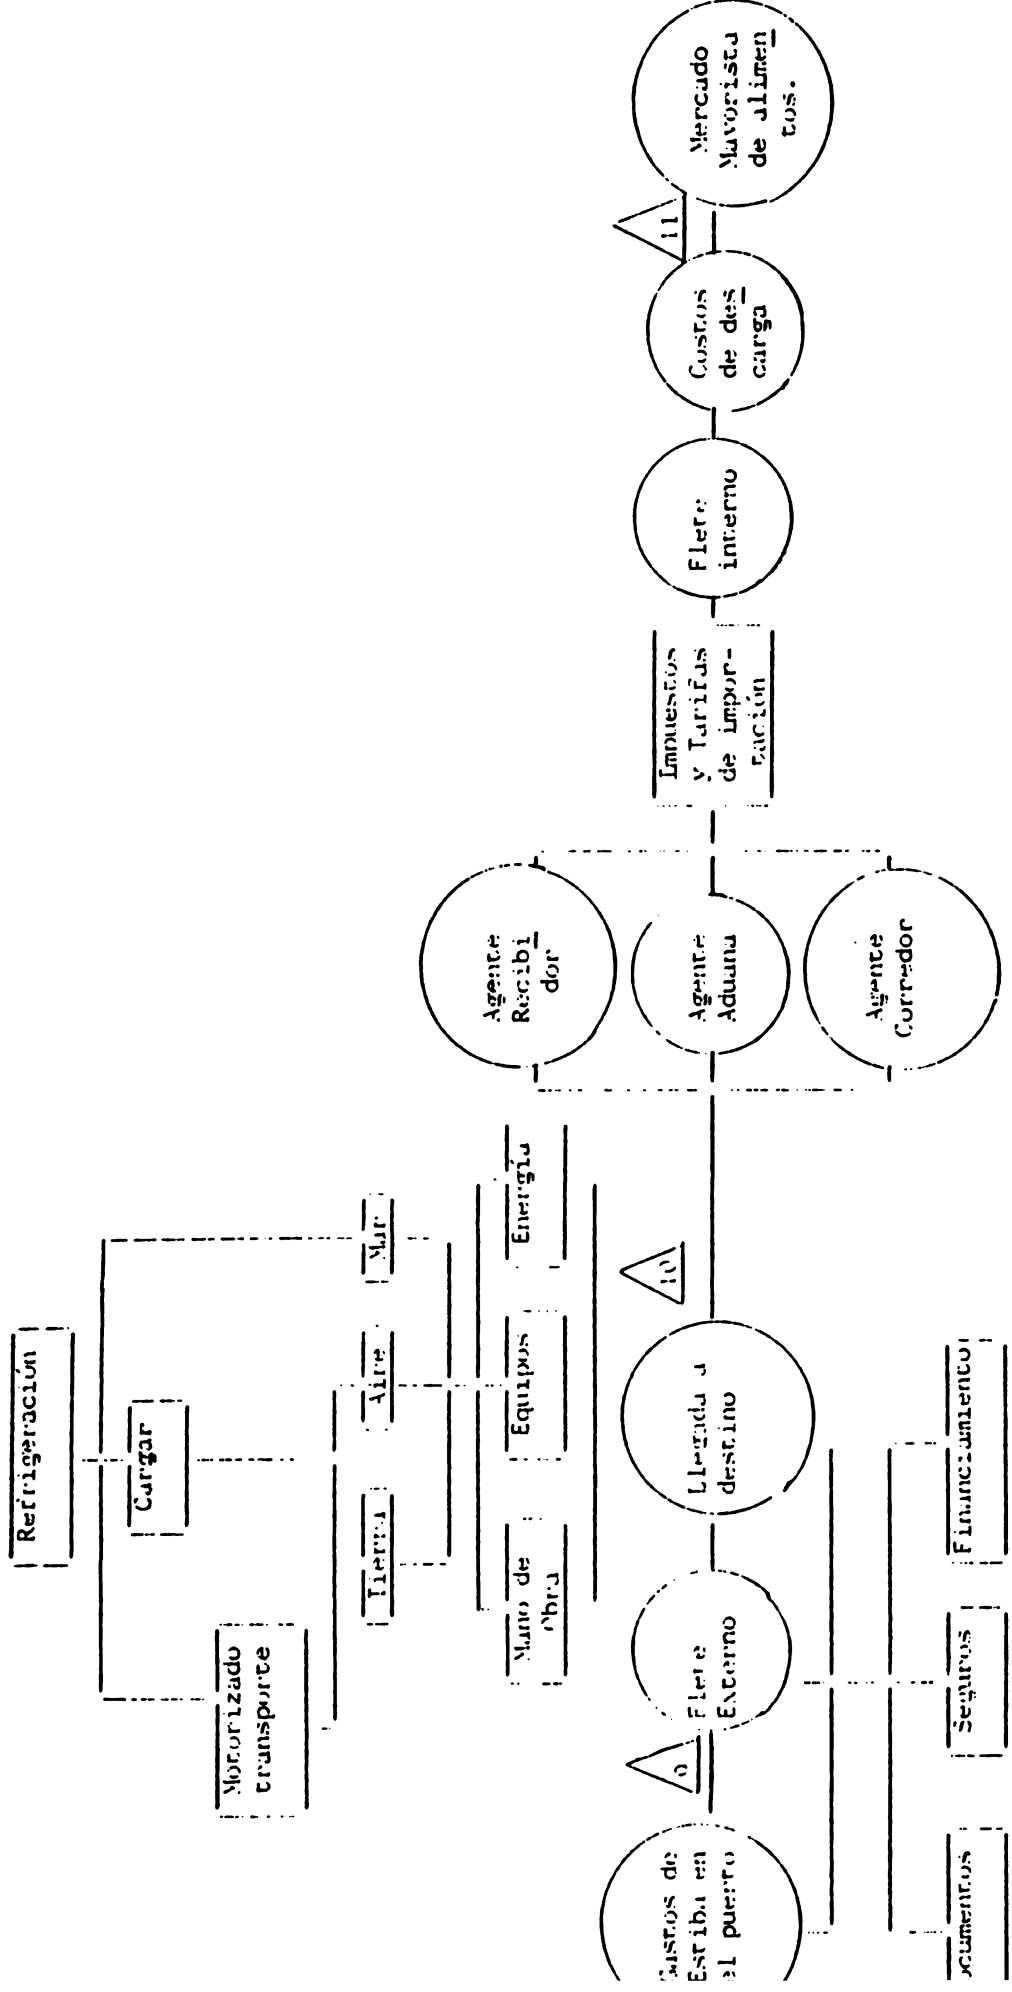 Refrigeración
Cargar
Motorizado
transporte
Tierra
Aire
Mar
Mano de
Obra
Equipos
Energía
Estiba en
el puerto
9
Flete
Externo
Llegada a
destino
10
Agente
Recibi
dor
Agente
Aduana
Agente
Corredor
Impuestos
y Tarifas
de impor-
tación
Flete
interno
Costos
de des
carga
11
Mercado
Mayorista
de alimen
tos.
Seguros
Financiamiento